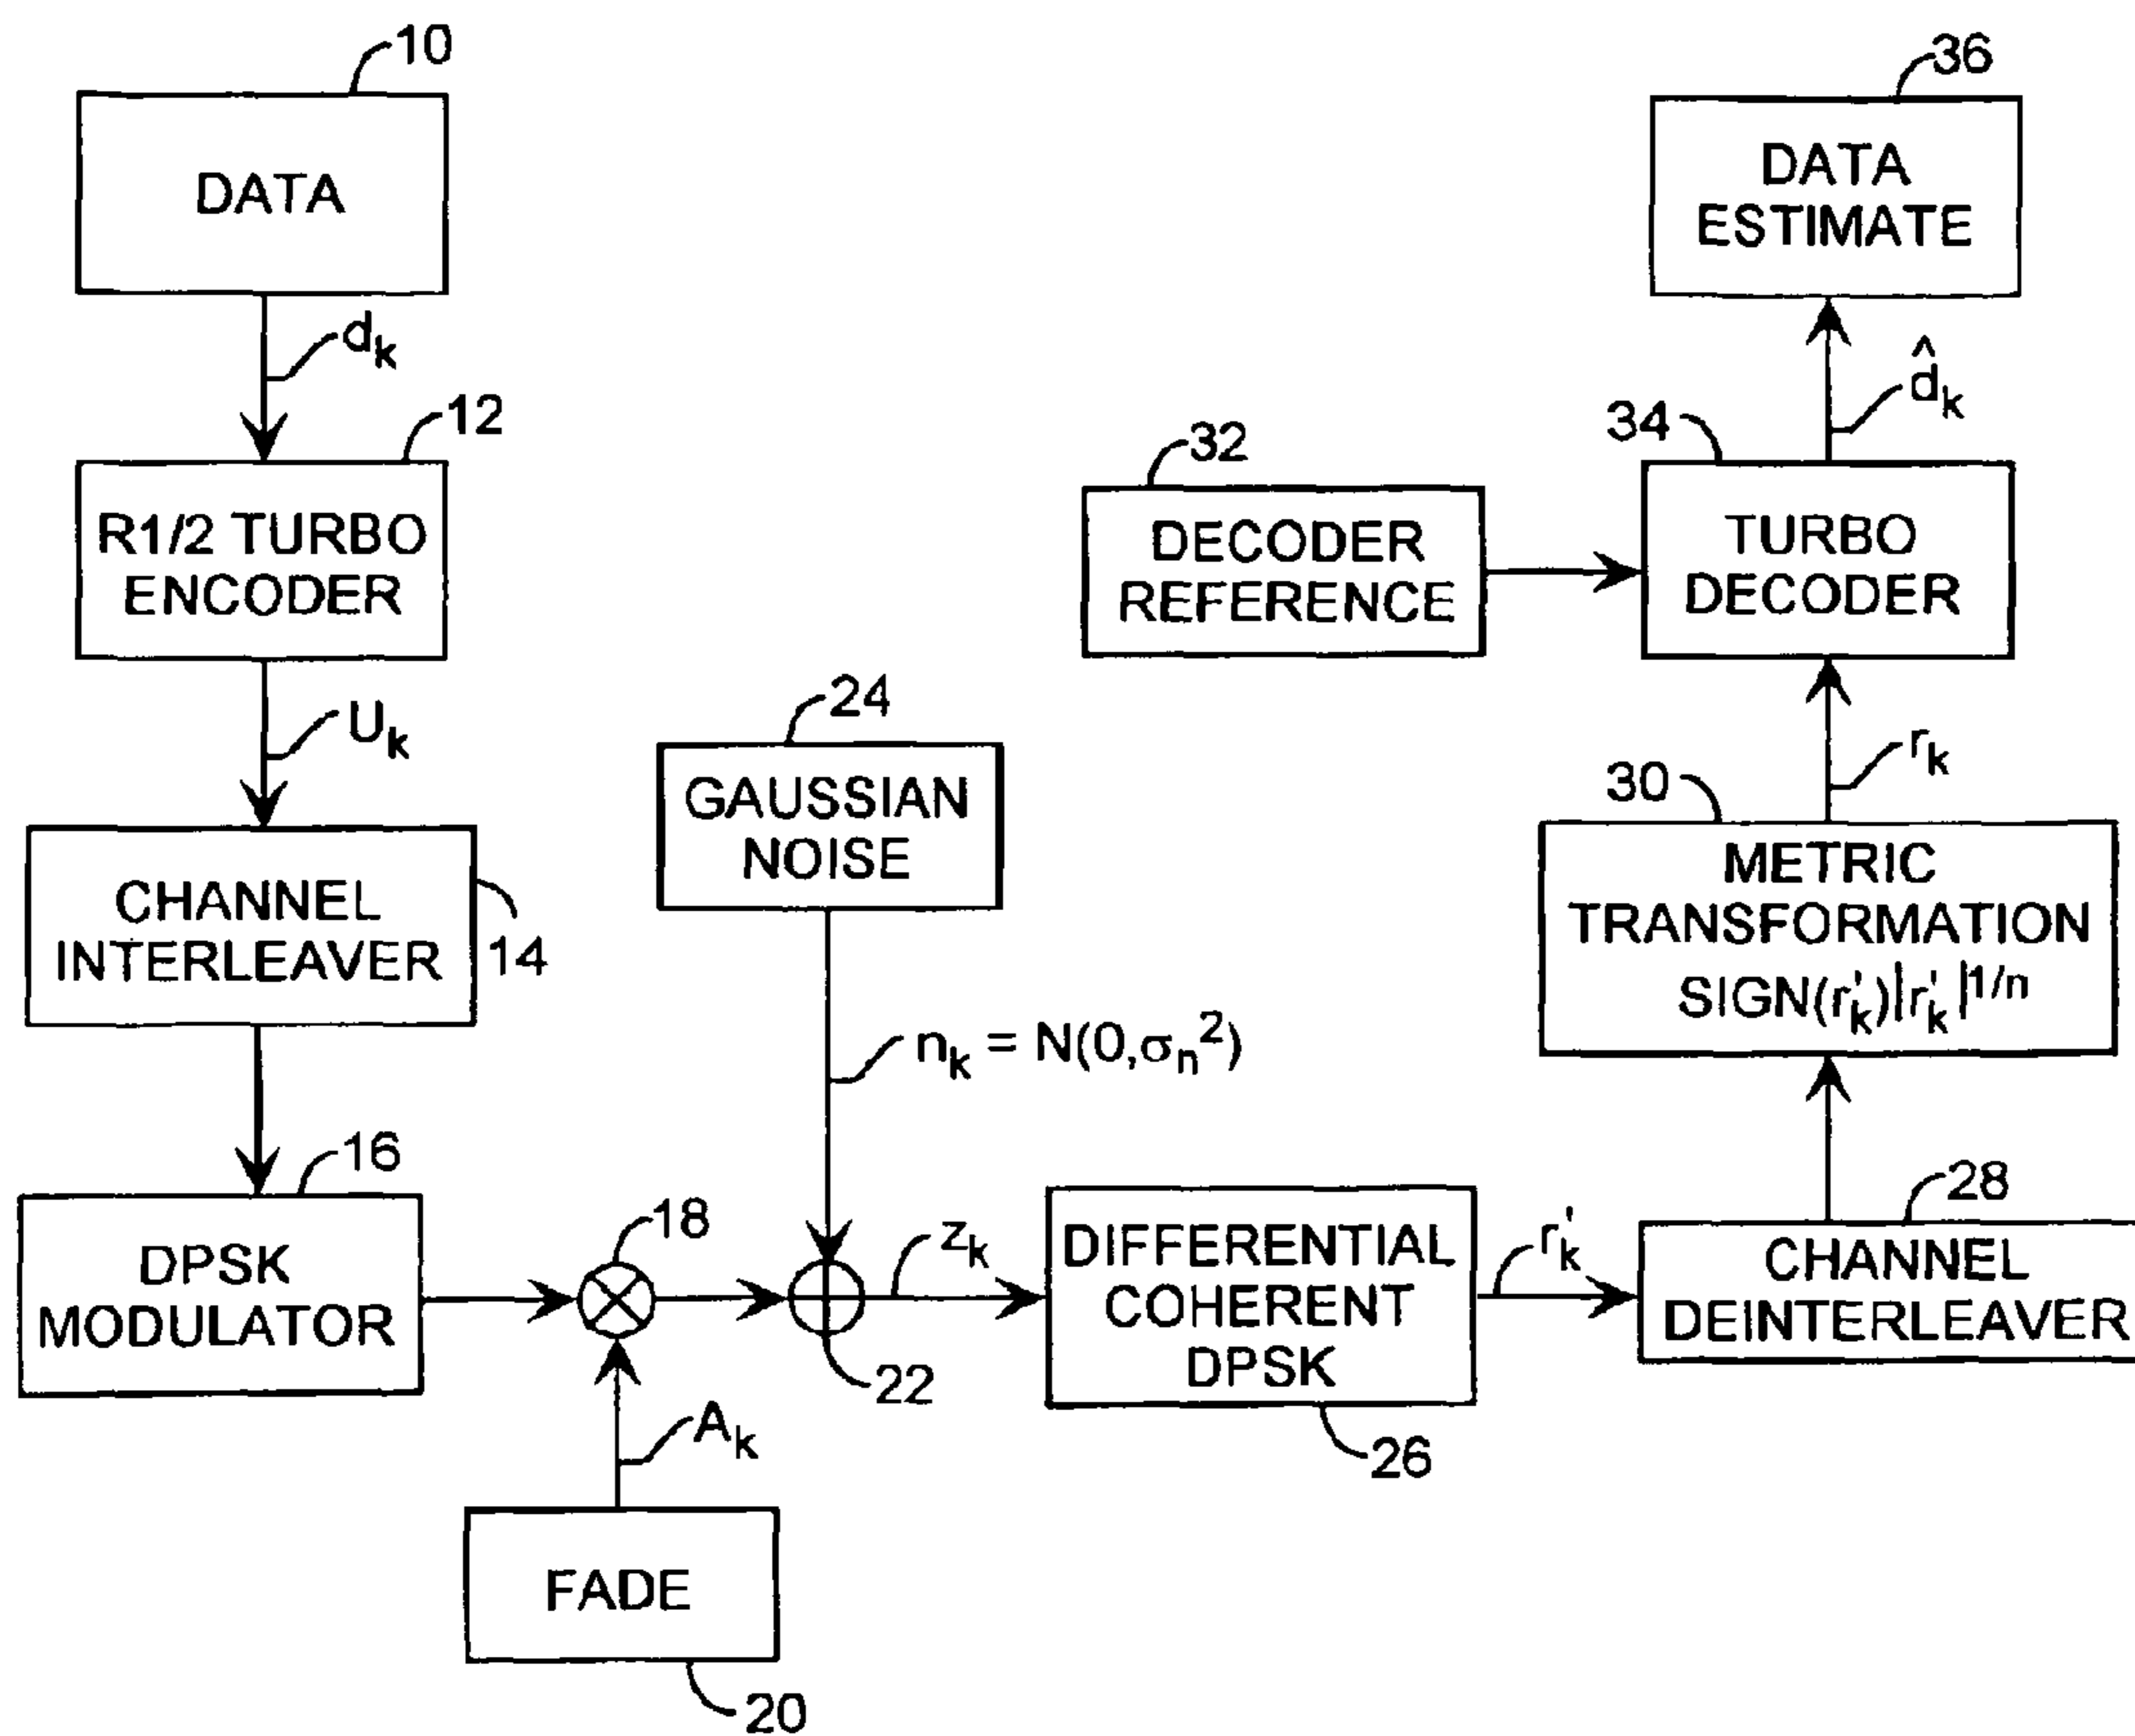 10
DATA
d_k
12
R1/2 TURBO
ENCODER
U_k
CHANNEL
INTERLEAVER
14
16
DPSK
MODULATOR
18
A_k
FADE
20
24
GAUSSIAN
NOISE
n_k = N(0,σ_n²)
22
z_k
DIFFERENTIAL
COHERENT
DPSK
26
r'_k
28
CHANNEL
DEINTERLEAVER
30
METRIC
TRANSFORMATION
SIGN(r'_k)|r'_k|^1/n
r_k
32
DECODER
REFERENCE
34
TURBO
DECODER
d̂_k
36
DATA
ESTIMATE